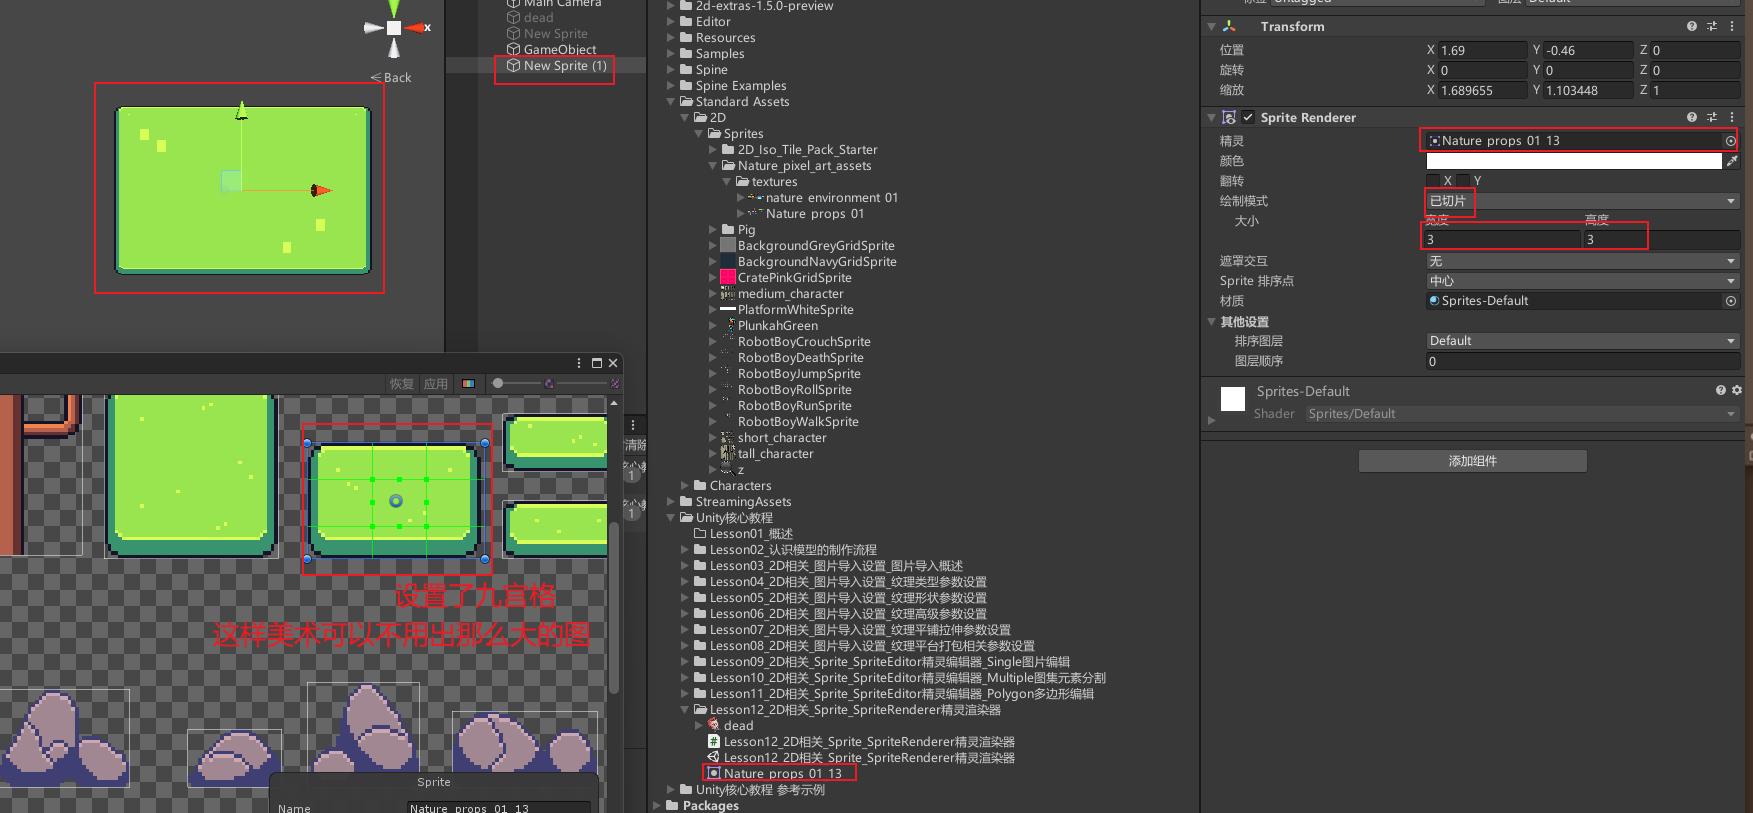 Main Camera
dead
New Sprite
GameObject
New Sprite (1)
x
Back
2d-extras-1.5.0-preview
Editor
Resources
Samples
Spine
Spine Examples
Standard Assets
2D
Sprites
2D_Iso_Tile_Pack_Starter
Nature_pixel_art_assets
textures
nature environment 01
Nature props 01
Pig
BackgroundGreyGridSprite
BackgroundNavyGridSprite
CratePinkGridSprite
medium_character
PlatformWhiteSprite
PlunkahGreen
RobotBoyCrouchSprite
RobotBoyDeathSprite
RobotBoyJumpSprite
RobotBoyRollSprite
RobotBoyRunSprite
RobotBoyWalkSprite
short_character
tall_character
z
Characters
StreamingAssets
Unity核心教程
Lesson01_概述
Lesson02_认识模型的制作流程
Lesson03_2D相关_图片导入设置_图片导入概述
Lesson04_2D相关_图片导入设置_纹理类型参数设置
Lesson05_2D相关_图片导入设置_纹理形状参数设置
Lesson06_2D相关_图片导入设置_纹理高级参数设置
Lesson07_2D相关_图片导入设置_纹理平铺拉伸参数设置
Lesson08_2D相关_图片导入设置_纹理平台打包相关参数设置
Lesson09_2D相关_Sprite_SpriteEditor精灵编辑器_Single图片编辑
Lesson10_2D相关_Sprite_SpriteEditor精灵编辑器_Multiple图集元素分割
Lesson11_2D相关_Sprite_SpriteEditor精灵编辑器_Polygon多边形编辑
Lesson12_2D相关_Sprite_SpriteRenderer精灵渲染器
dead
Lesson12_2D相关_Sprite_SpriteRenderer精灵渲染器
Lesson12_2D相关_Sprite_SpriteRenderer精灵渲染器
Nature props 01 13
Unity核心教程 参考示例
Packages
标签 Untagged 图层 Default
Transform
位置 X 1.69 Y -0.46 Z 0
旋转 X 0 Y 0 Z 0
缩放 X 1.689655 Y 1.103448 Z 1
Sprite Renderer
精灵 Nature props 01 13
颜色
翻转 X Y
绘制模式 已切片
大小 宽度 高度
3 3
遮罩交互 无
Sprite 排序点 中心
材质 Sprites-Default
其他设置
排序图层 Default
图层顺序 0
Sprites-Default
Shader Sprites/Default
添加组件
恢复 应用
清除
1
1
设置了九宫格
这样美术可以不用出那么大的图
Sprite
Name Nature props 01 13